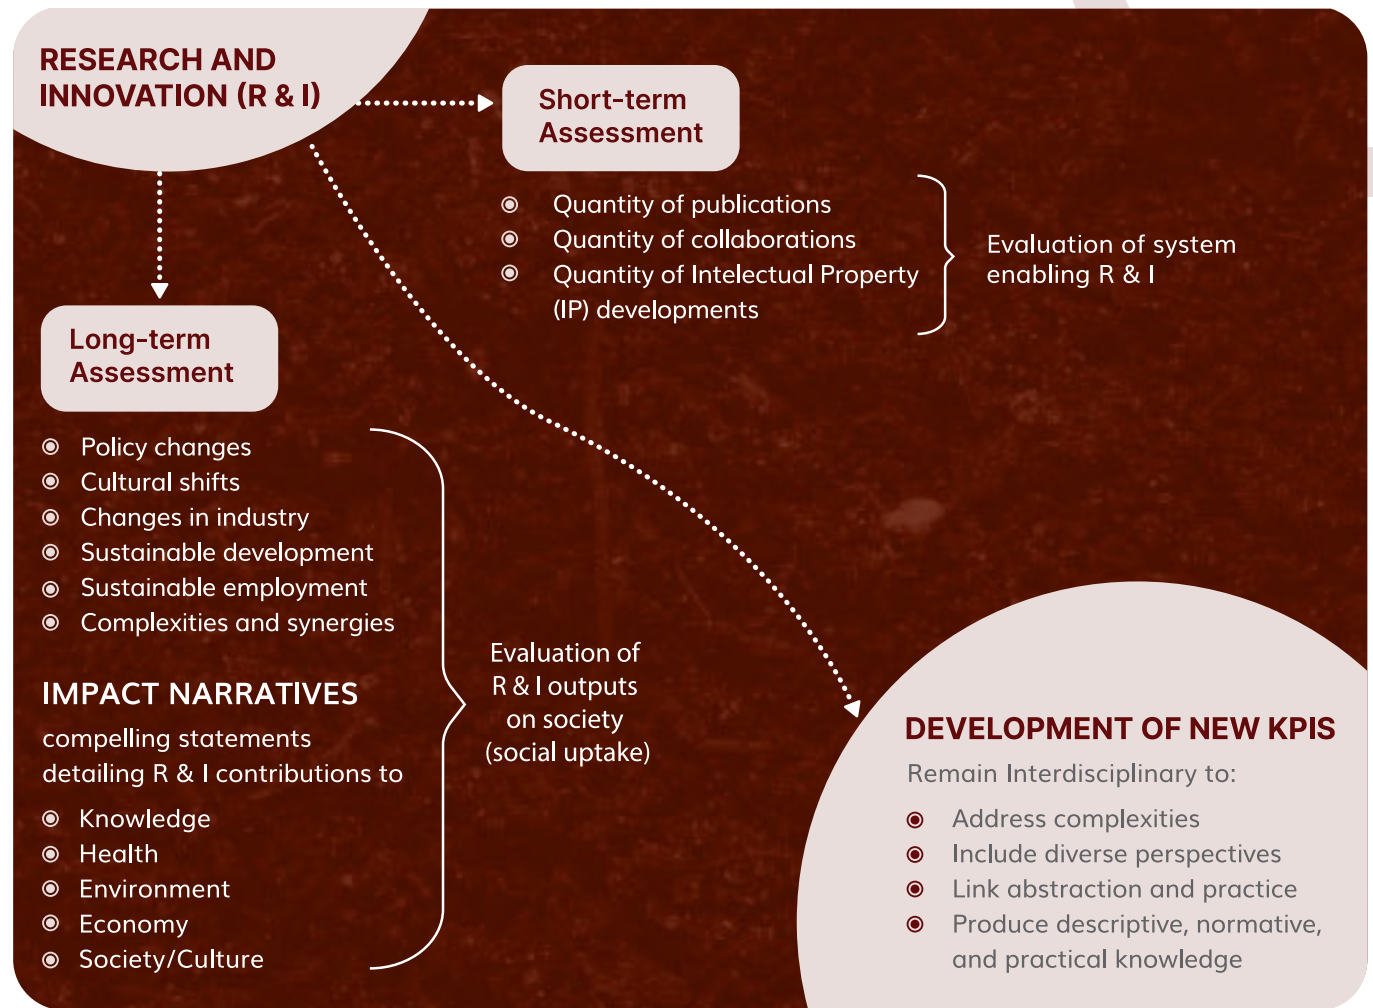 RESEARCH AND
INNOVATION (R & I)
Short-term
Assessment
Quantity of publications
Quantity of collaborations
Quantity of Intelectual Property
(IP) developments
Evaluation of system
enabling R & I
Long-term
Assessment
Policy changes
Cultural shifts
Changes in industry
Sustainable development
Sustainable employment
Complexities and synergies
IMPACT NARRATIVES
compelling statements
detailing R & I contributions to
Knowledge
Health
Environment
Economy
Society/Culture
Evaluation of
R & I outputs
on society
(social uptake)
DEVELOPMENT OF NEW KPIS
Remain Interdisciplinary to:
Address complexities
Include diverse perspectives
Link abstraction and practice
Produce descriptive, normative,
and practical knowledge